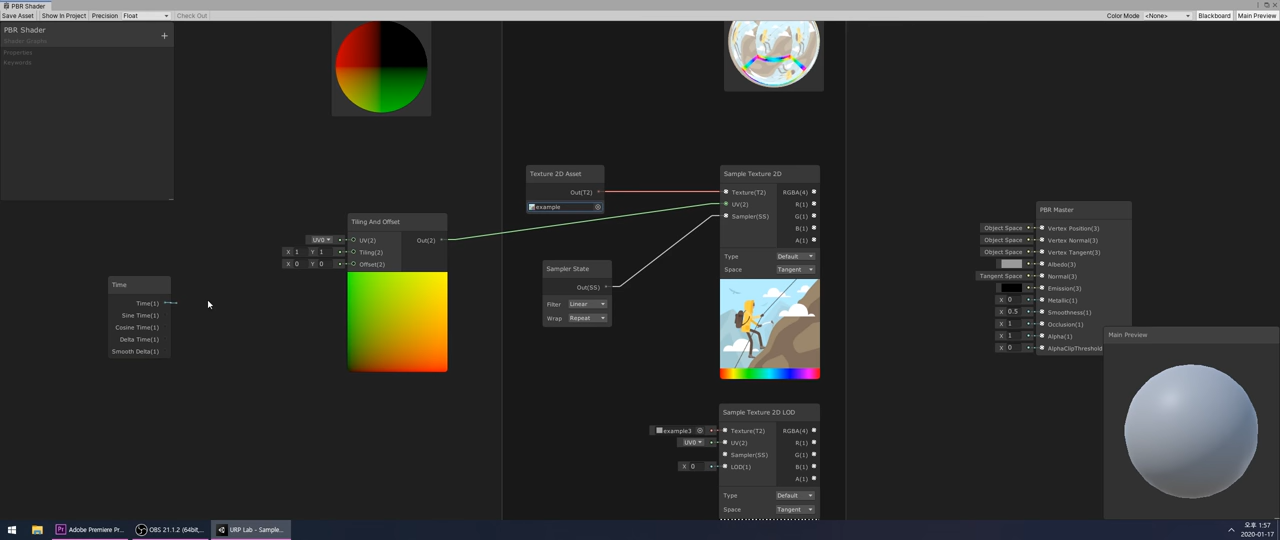 PBR Shader
Save Asset Show In Project Precision Float Check Out Color Mode <None> Blackboard Main Preview
PBR Shader
Shader Graphs
Properties
Keywords
Texture 2D Asset
Out(T2)
example
Sample Texture 2D
Texture(T2) RGBA(4)
UV(2) R(1)
Sampler(SS) G(1)
B(1)
A(1)
Type Default
Space Tangent
Tiling And Offset
UV0 UV(2) Out(2)
X 1 Y 1 Tiling(2)
X 0 Y 0 Offset(2)
Sampler State
Out(SS)
Filter Linear
Wrap Repeat
Time
Time(1)
Sine Time(1)
Cosine Time(1)
Delta Time(1)
Smooth Delta(1)
PBR Master
Object Space Vertex Position(3)
Object Space Vertex Normal(3)
Object Space Vertex Tangent(3)
Albedo(3)
Tangent Space Normal(3)
Emission(3)
X 0 Metallic(1)
X 0.5 Smoothness(1)
X 1 Occlusion(1)
X 1 Alpha(1)
X 0 AlphaClipThreshold
Main Preview
Sample Texture 2D LOD
example3 Texture(T2) RGBA(4)
UV0 UV(2) R(1)
Sampler(SS) G(1)
X 0 LOD(1) B(1)
A(1)
Type Default
Space Tangent
Adobe Premiere Pr... OBS 21.1.2 (64bit,... URP Lab - Sample...
오후 1:57
2020-01-17